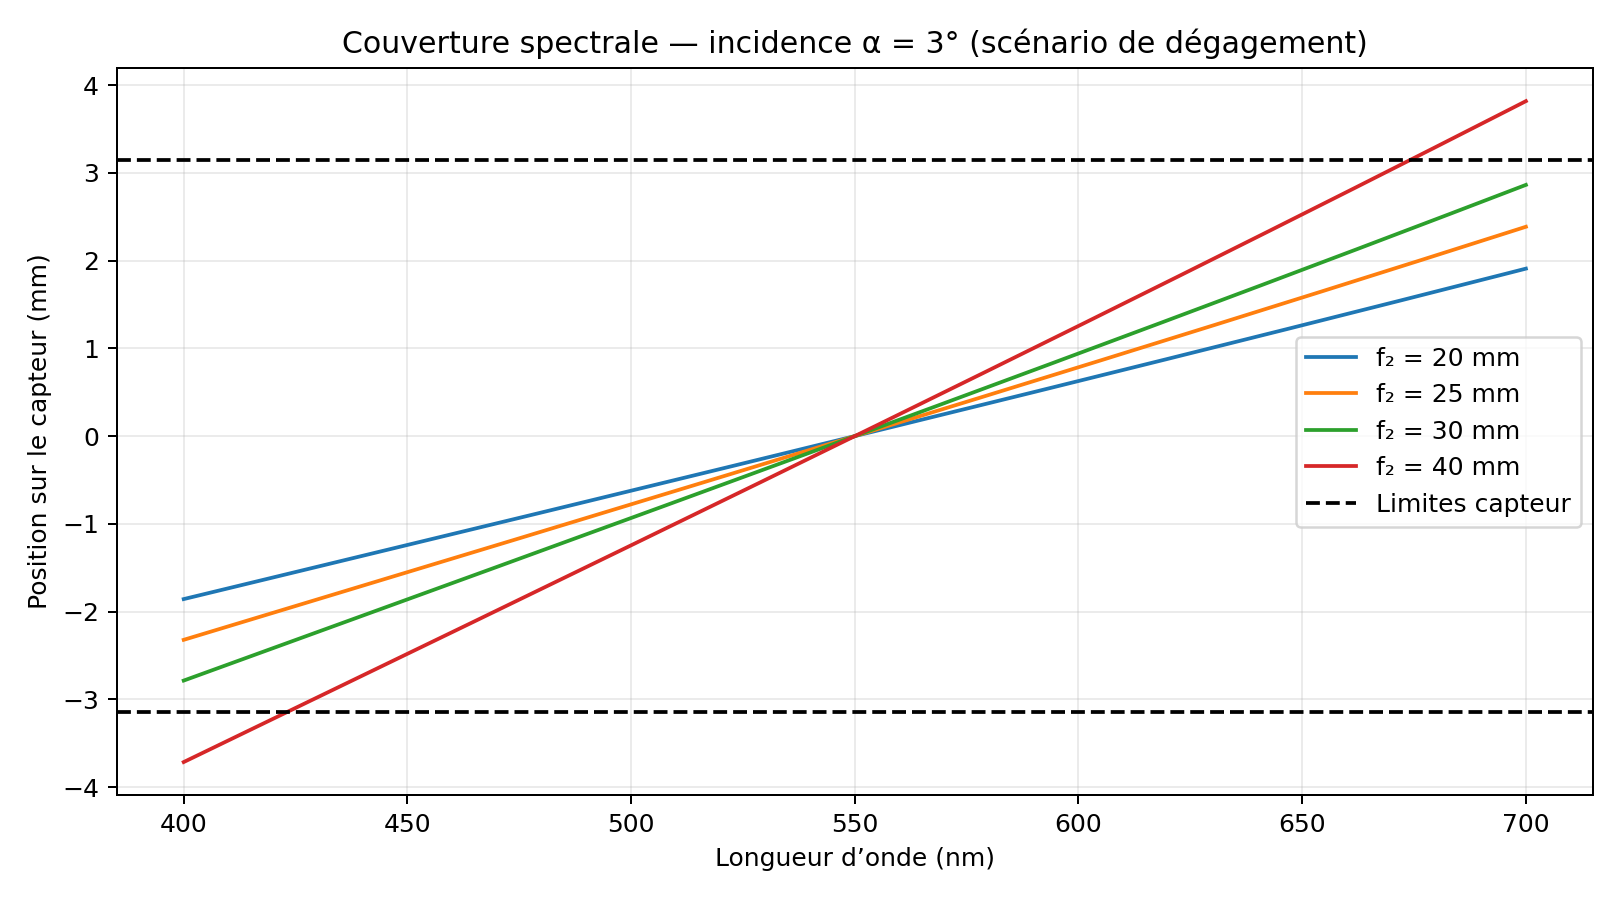 Couverture spectrale — incidence α = 3° (scénario de dégagement)
Position sur le capteur (mm)
4
3
2
1
0
−1
−2
−3
−4
f₂ = 20 mm
f₂ = 25 mm
f₂ = 30 mm
f₂ = 40 mm
Limites capteur
400 450 500 550 600 650 700
Longueur d’onde (nm)